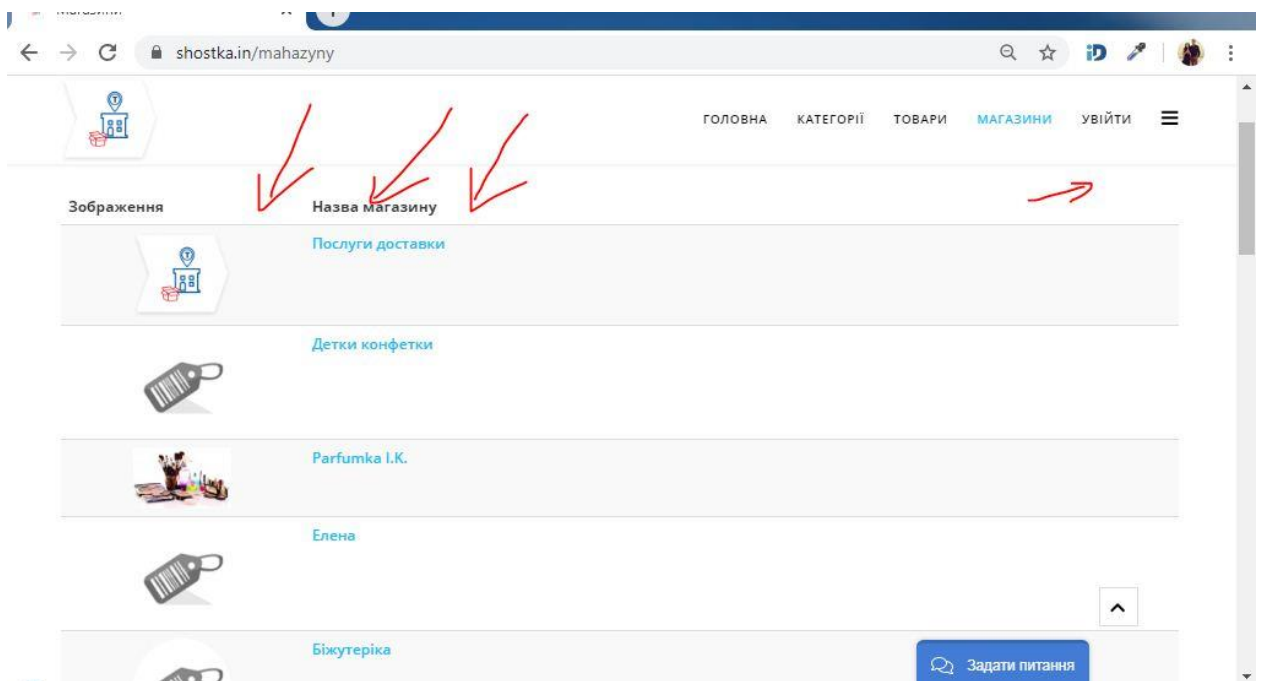 Магазини
shostka.in/mahazyny
ГОЛОВНА КАТЕГОРІЇ ТОВАРИ МАГАЗИНИ УВІЙТИ
Зображення Назва магазину
Послуги доставки
Детки конфетки
Parfumka I.K.
Елена
Біжутеріка
Задати питання